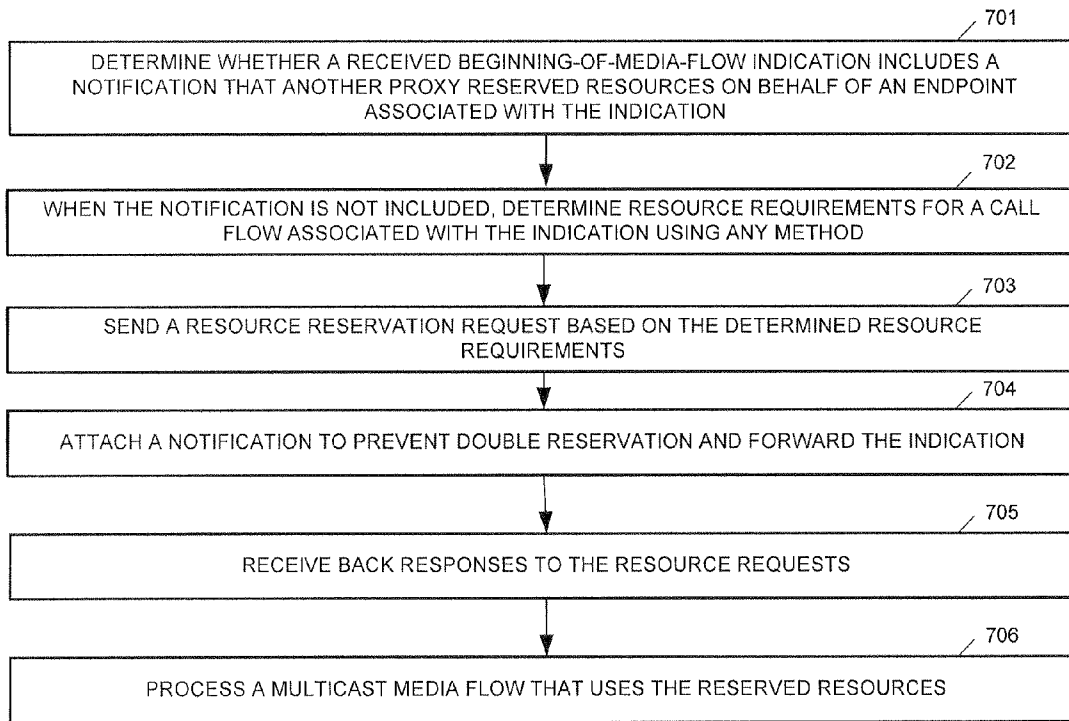 701
DETERMINE WHETHER A RECEIVED BEGINNING-OF-MEDIA-FLOW INDICATION INCLUDES A
NOTIFICATION THAT ANOTHER PROXY RESERVED RESOURCES ON BEHALF OF AN ENDPOINT
ASSOCIATED WITH THE INDICATION
702
WHEN THE NOTIFICATION IS NOT INCLUDED, DETERMINE RESOURCE REQUIREMENTS FOR A CALL
FLOW ASSOCIATED WITH THE INDICATION USING ANY METHOD
703
SEND A RESOURCE RESERVATION REQUEST BASED ON THE DETERMINED RESOURCE
REQUIREMENTS
704
ATTACH A NOTIFICATION TO PREVENT DOUBLE RESERVATION AND FORWARD THE INDICATION
705
RECEIVE BACK RESPONSES TO THE RESOURCE REQUESTS
706
PROCESS A MULTICAST MEDIA FLOW THAT USES THE RESERVED RESOURCES